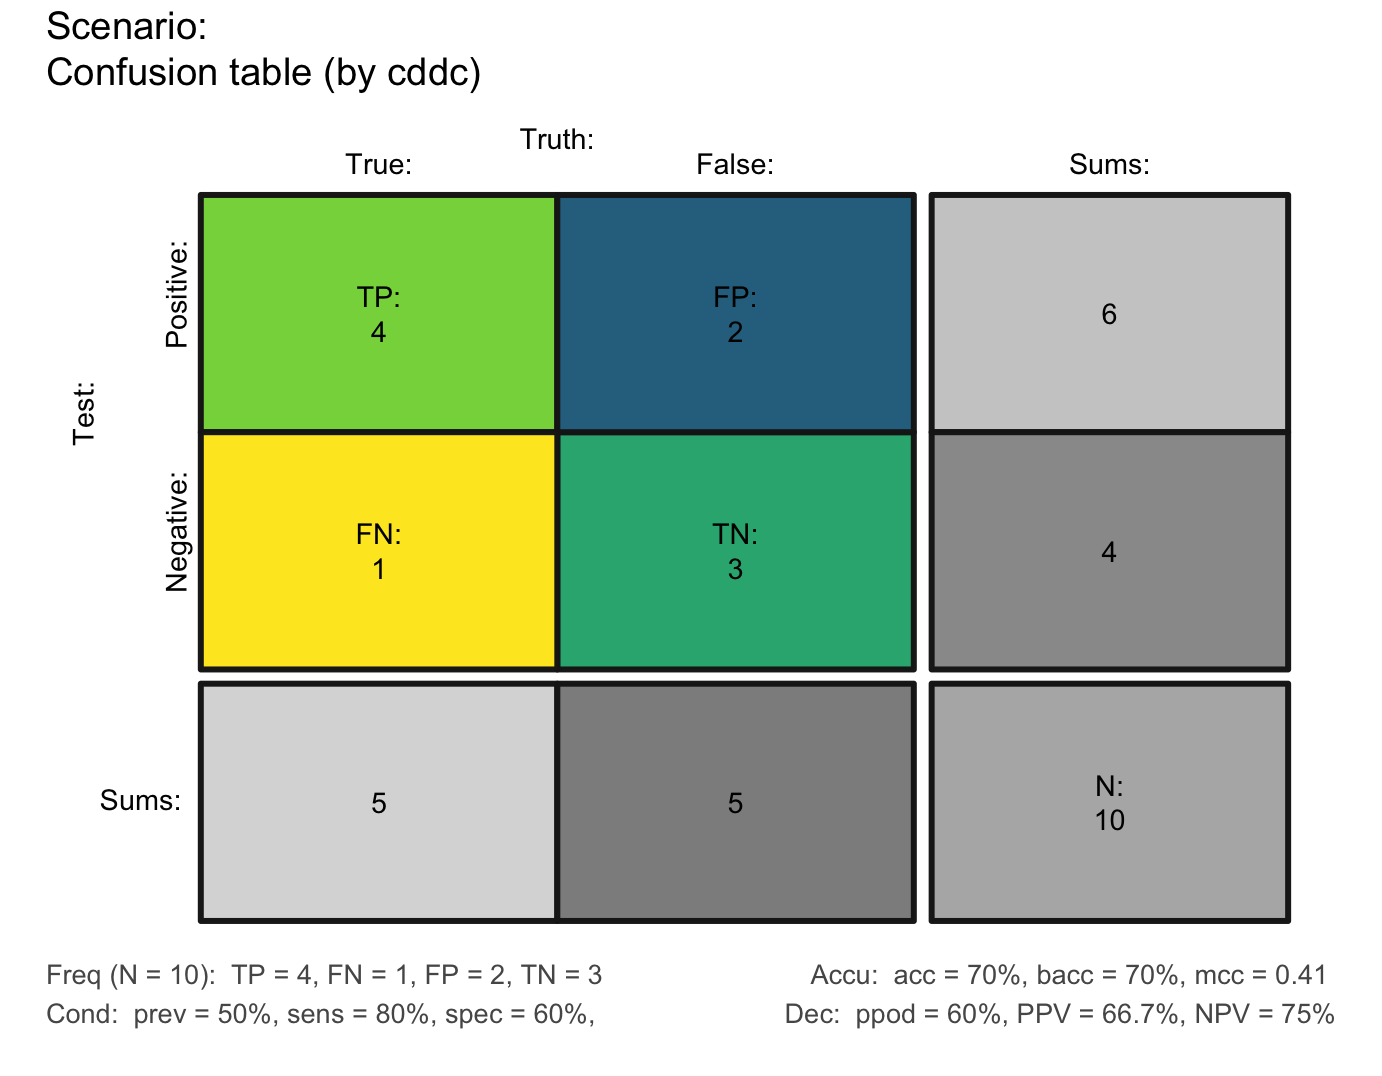 Scenario:
Confusion table (by cddc)
Truth:
True:
False:
Sums:
Test:
Positive:
TP:
4
FP:
2
6
Negative:
FN:
1
TN:
3
4
Sums:
5
5
N:
10
Freq (N = 10):  TP = 4, FN = 1, FP = 2, TN = 3
Accu:  acc = 70%, bacc = 70%, mcc = 0.41
Cond:  prev = 50%, sens = 80%, spec = 60%,
Dec:  ppod = 60%, PPV = 66.7%, NPV = 75%